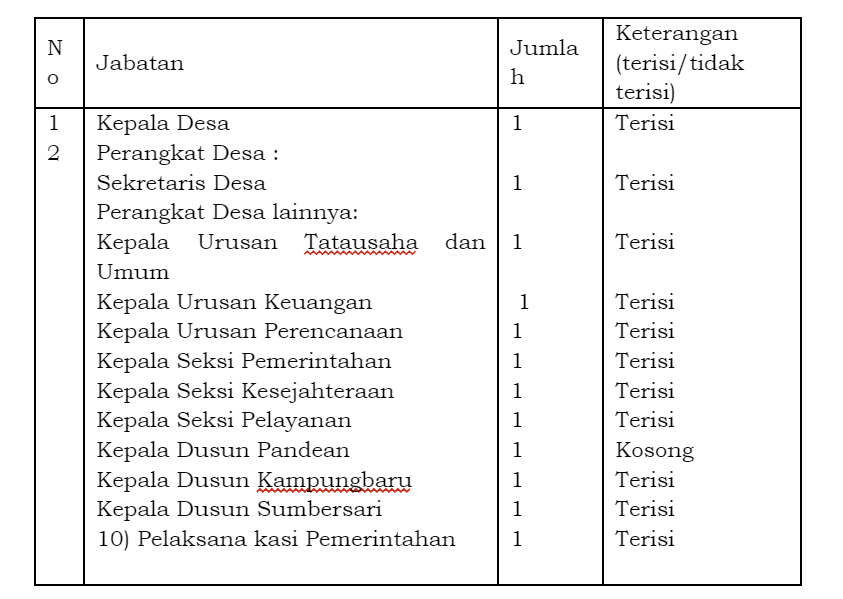 No Jabatan Jumlah Keterangan (terisi/tidak terisi)
1 Kepala Desa 1 Terisi
2 Perangkat Desa :
Sekretaris Desa 1 Terisi
Perangkat Desa lainnya:
Kepala Urusan Tatausaha dan Umum 1 Terisi
Kepala Urusan Keuangan 1 Terisi
Kepala Urusan Perencanaan 1 Terisi
Kepala Seksi Pemerintahan 1 Terisi
Kepala Seksi Kesejahteraan 1 Terisi
Kepala Seksi Pelayanan 1 Terisi
Kepala Dusun Pandean 1 Kosong
Kepala Dusun Kampungbaru 1 Terisi
Kepala Dusun Sumbersari 1 Terisi
10) Pelaksana kasi Pemerintahan 1 Terisi